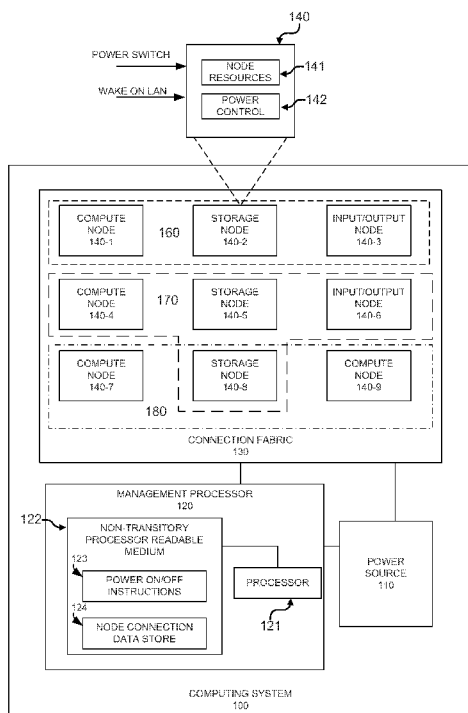 140
POWER SWITCH
NODE
RESOURCES
141
WAKE ON LAN
POWER
CONTROL
142
COMPUTE
NODE
140-1
160
STORAGE
NODE
140-2
INPUT/OUTPUT
NODE
140-3
COMPUTE
NODE
140-4
170
STORAGE
NODE
140-5
INPUT/OUTPUT
NODE
140-6
COMPUTE
NODE
140-7
180
STORAGE
NODE
140-8
COMPUTE
NODE
140-9
CONNECTION FABRIC
130
MANAGEMENT PROCESSOR
120
122
NON-TRANSITORY
PROCESSOR READABLE
MEDIUM
123
POWER ON/OFF
INSTRUCTIONS
124
NODE CONNECTION
DATA STORE
PROCESSOR
121
POWER
SOURCE
110
COMPUTING SYSTEM
100